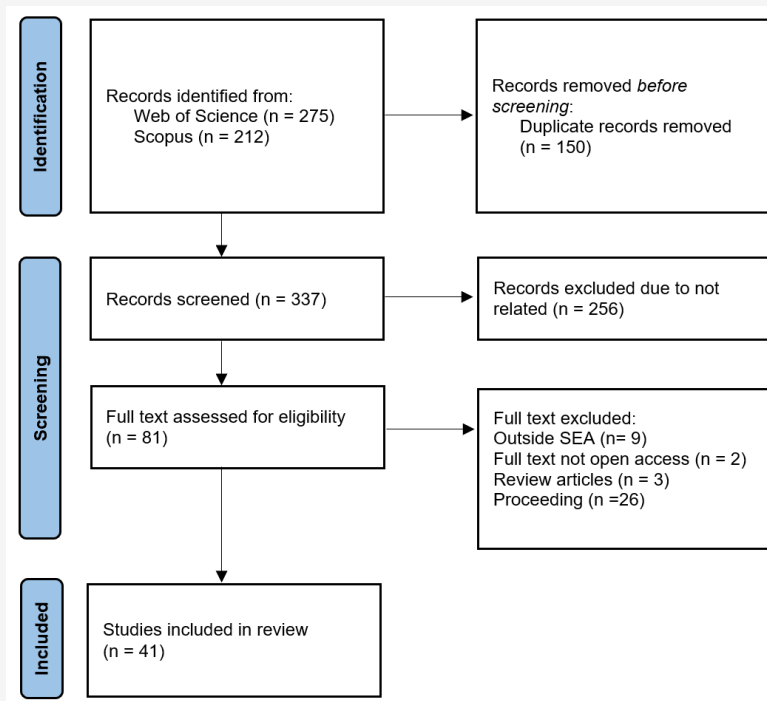 Identification
Records identified from:
Web of Science (n = 275)
Scopus (n = 212)
Records removed before
screening:
Duplicate records removed
(n = 150)
Screening
Records screened (n = 337)
Records excluded due to not
related (n = 256)
Full text assessed for eligibility
(n = 81)
Full text excluded:
Outside SEA (n= 9)
Full text not open access (n = 2)
Review articles (n = 3)
Proceeding (n =26)
Included
Studies included in review
(n = 41)